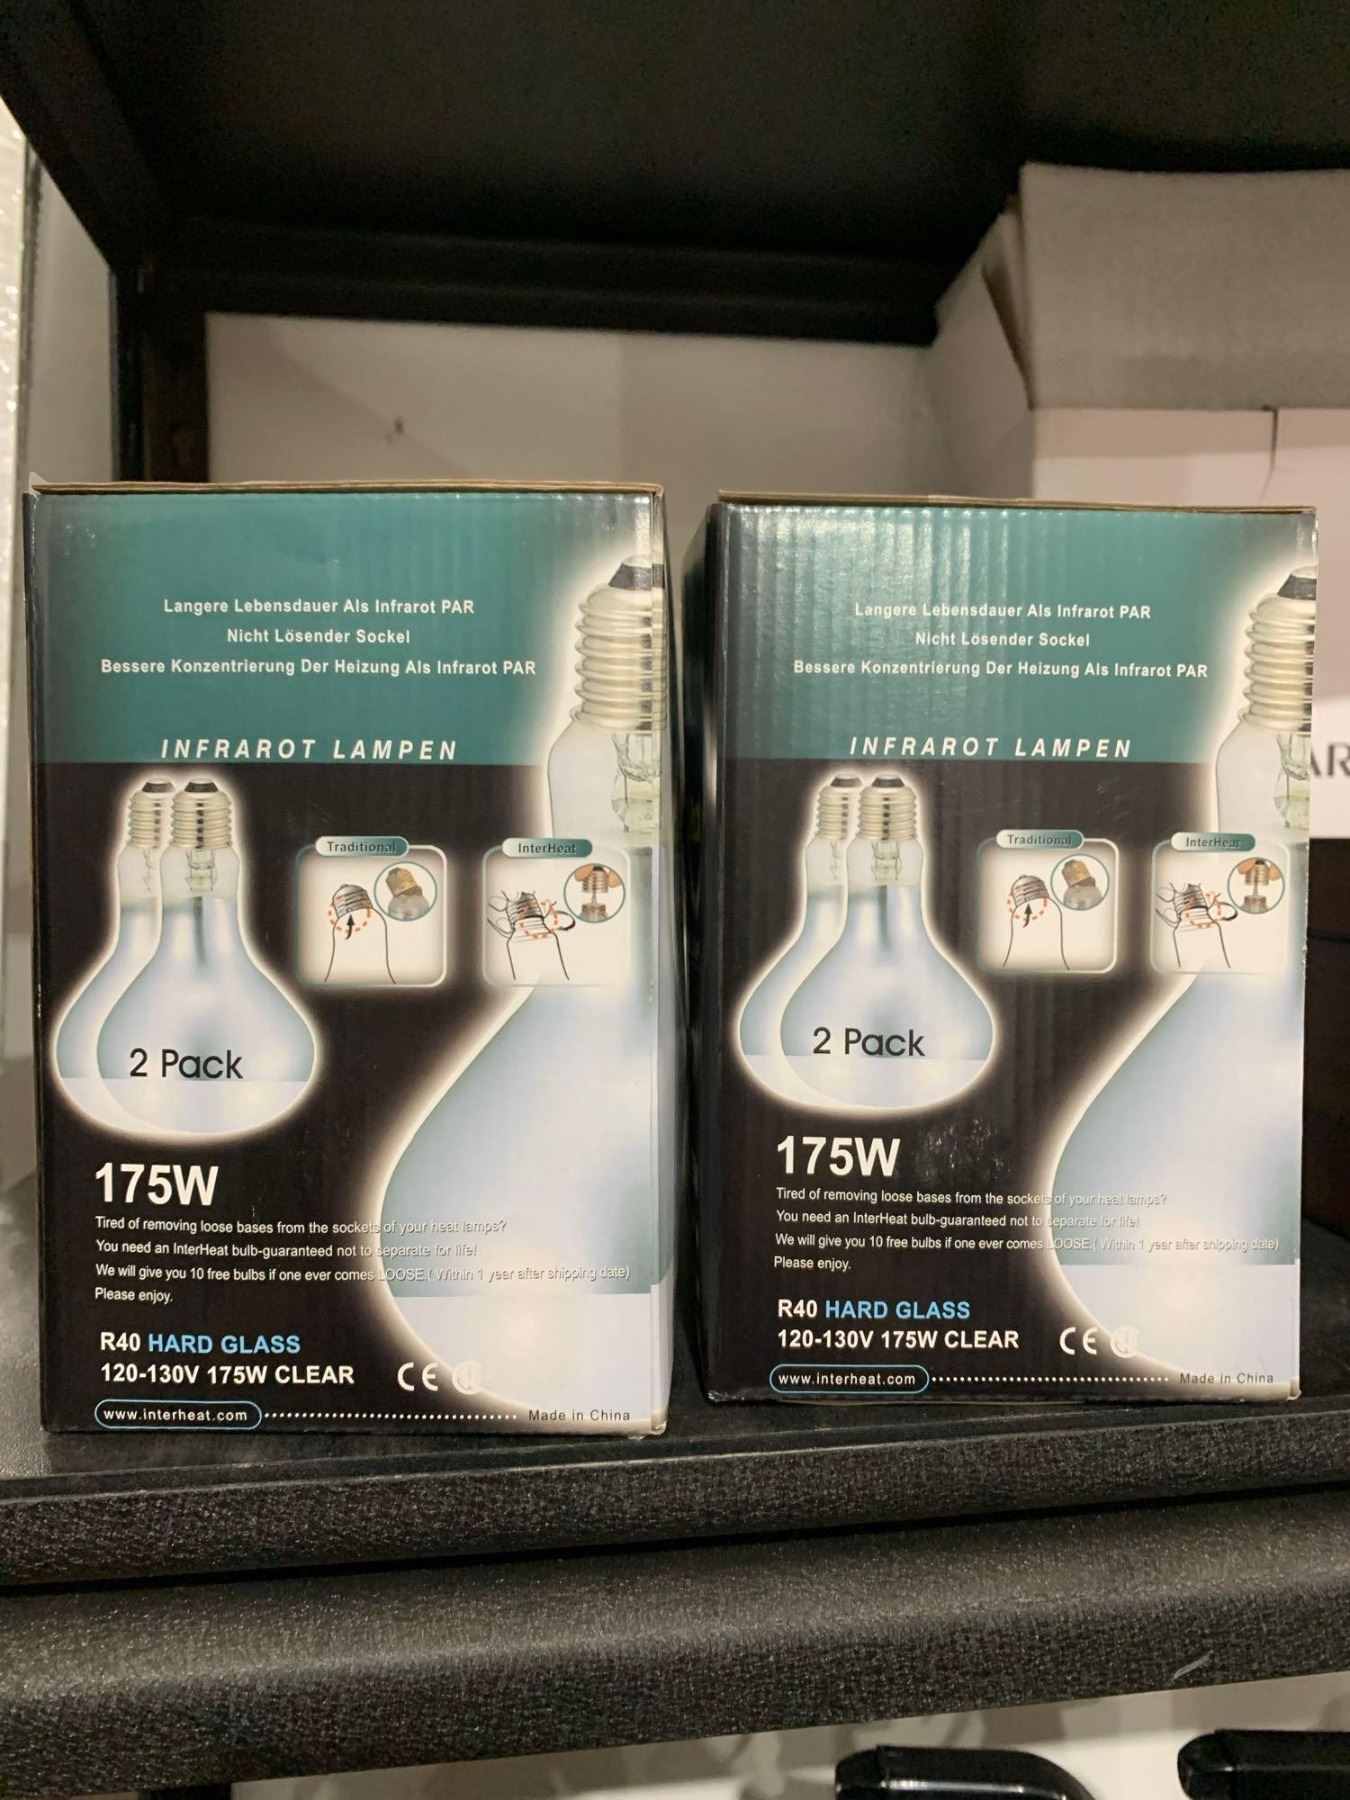 Langere Lebensdauer Als Infrarot PAR
Nicht Lösender Sockel
Bessere Konzentrierung Der Heizung Als Infrarot PAR
INFRAROT LAMPEN
Traditional
InterHeat
2 Pack
175W
Tired of removing loose bases from the sockets of your heat lamps?
You need an InterHeat bulb-guaranteed not to separate for life!
We will give you 10 free bulbs if one ever comes LOOSE.( Within 1 year after shipping date)
Please enjoy.
R40 HARD GLASS
120-130V 175W CLEAR CE
www.interheat.com
Made in China
Langere Lebensdauer Als Infrarot PAR
Nicht Lösender Sockel
Bessere Konzentrierung Der Heizung Als Infrarot PAR
INFRAROT LAMPEN
Traditional
InterHeat
2 Pack
175W
Tired of removing loose bases from the sockets of your heat lamps?
You need an InterHeat bulb-guaranteed not to separate for life!
We will give you 10 free bulbs if one ever comes LOOSE.( Within 1 year after shipping date)
Please enjoy.
R40 HARD GLASS
120-130V 175W CLEAR CE
www.interheat.com
Made in China